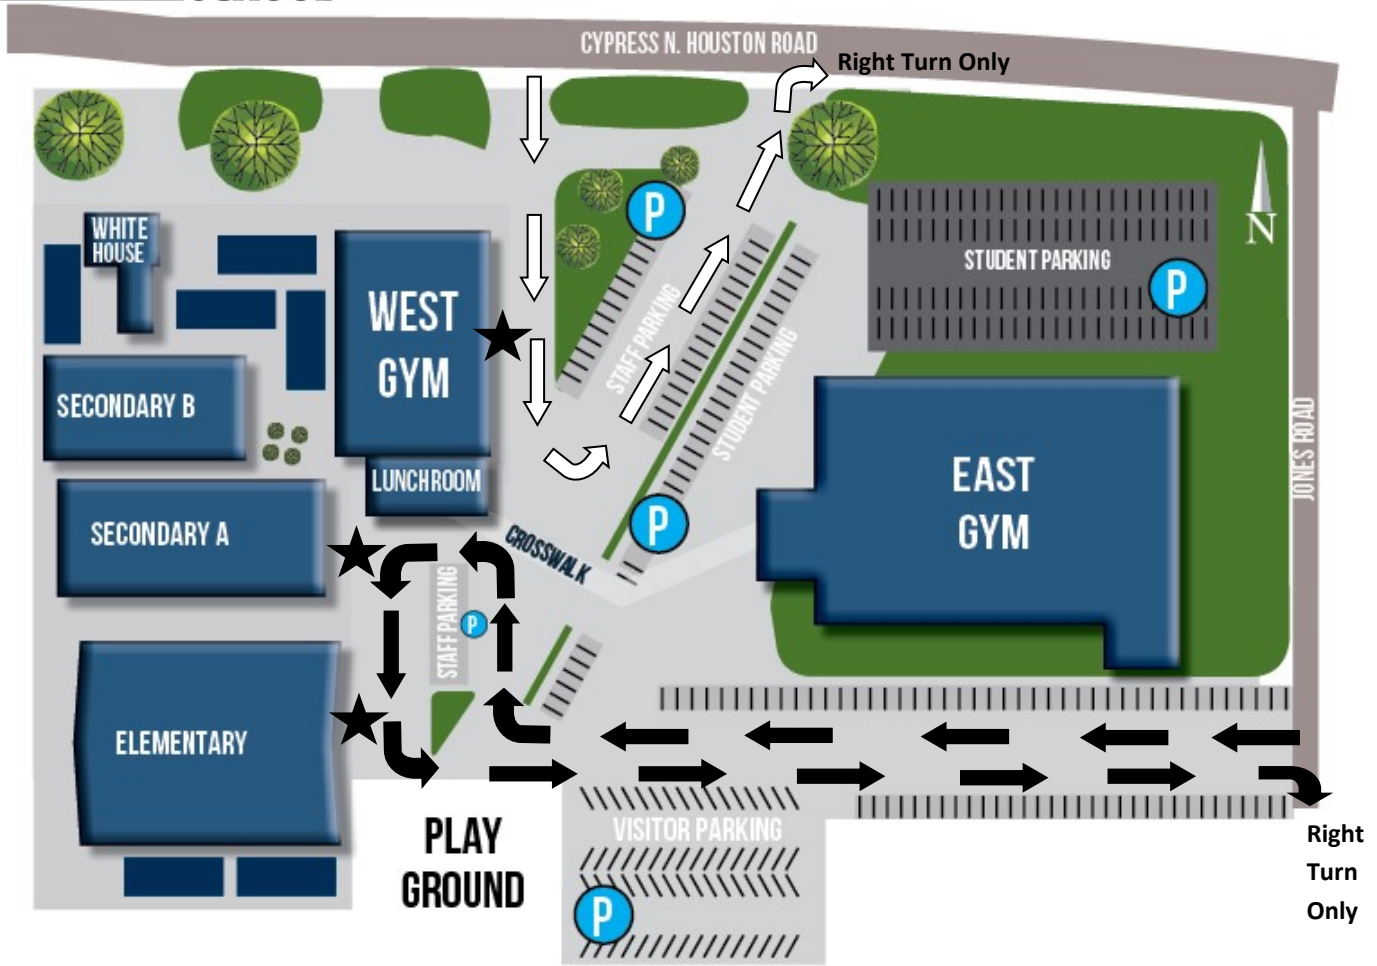 CYPRESS N. HOUSTON ROAD
Right Turn Only
WHITE
HOUSE
P
N
STUDENT PARKING
P
WEST
GYM
STAFF PARKING
STUDENT PARKING
SECONDARY B
JONES ROAD
LUNCHROOM
EAST
GYM
SECONDARY A
P
CROSSWALK
STAFF PARKING
P
ELEMENTARY
PLAY
GROUND
VISITOR PARKING
P
Right
Turn
Only